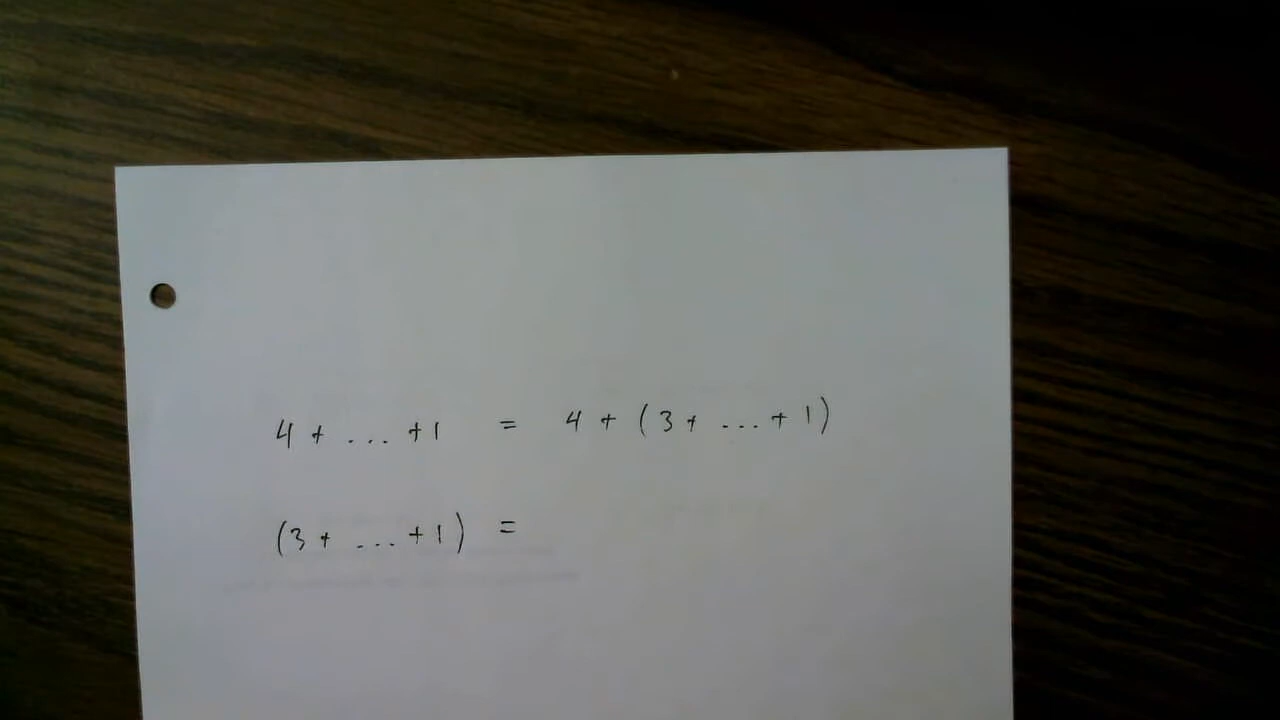 4 + ... + 1 = 4 + (3 + ... + 1)
(3 + ... + 1) =